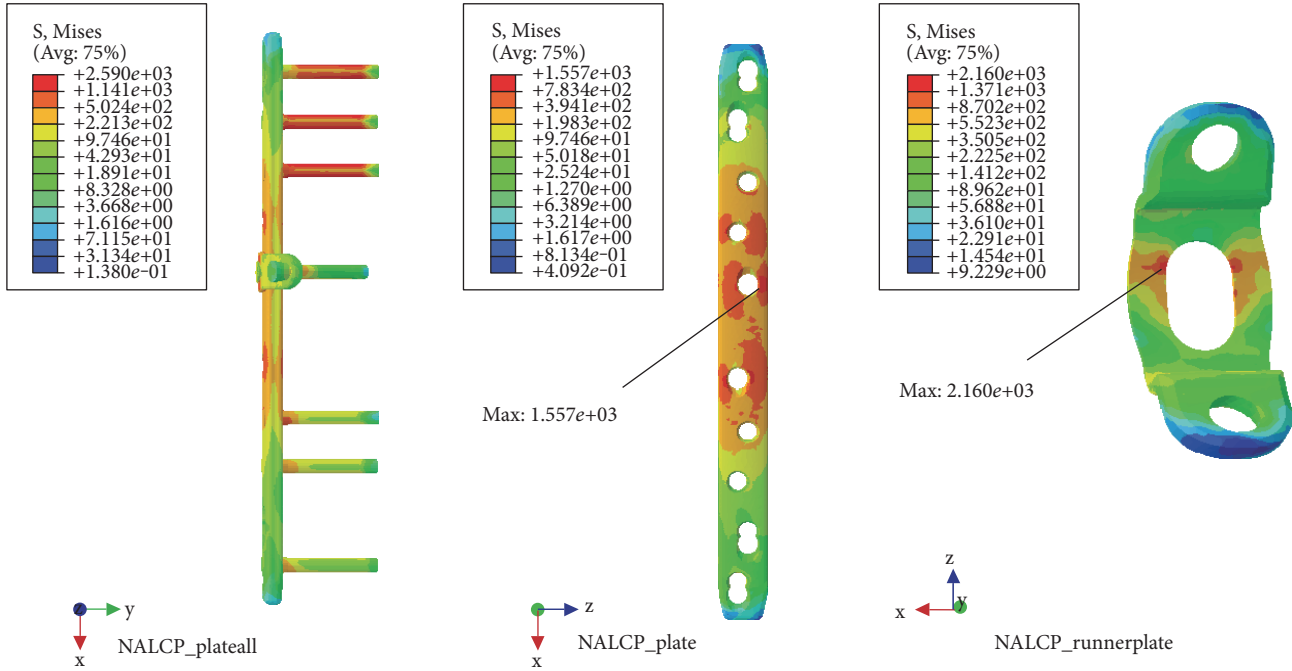 S, Mises
(Avg: 75%)
+2.590e+03
+1.141e+03
+5.024e+02
+2.213e+02
+9.746e+01
+4.293e+01
+1.891e+01
+8.328e+00
+3.668e+00
+1.616e+00
+7.115e+01
+3.134e+01
+1.380e–01
z
y
x
NALCP_plateall
S, Mises
(Avg: 75%)
+1.557e+03
+7.834e+02
+3.941e+02
+1.983e+02
+9.746e+01
+5.018e+01
+2.524e+01
+1.270e+00
+6.389e+00
+3.214e+00
+1.617e+00
+8.134e–01
+4.092e–01
Max: 1.557e+03
z
x
NALCP_plate
S, Mises
(Avg: 75%)
+2.160e+03
+1.371e+03
+8.702e+02
+5.523e+02
+3.505e+02
+2.225e+02
+1.412e+02
+8.962e+01
+5.688e+01
+3.610e+01
+2.291e+01
+1.454e+01
+9.229e+00
Max: 2.160e+03
z
x
y
NALCP_runnerplate